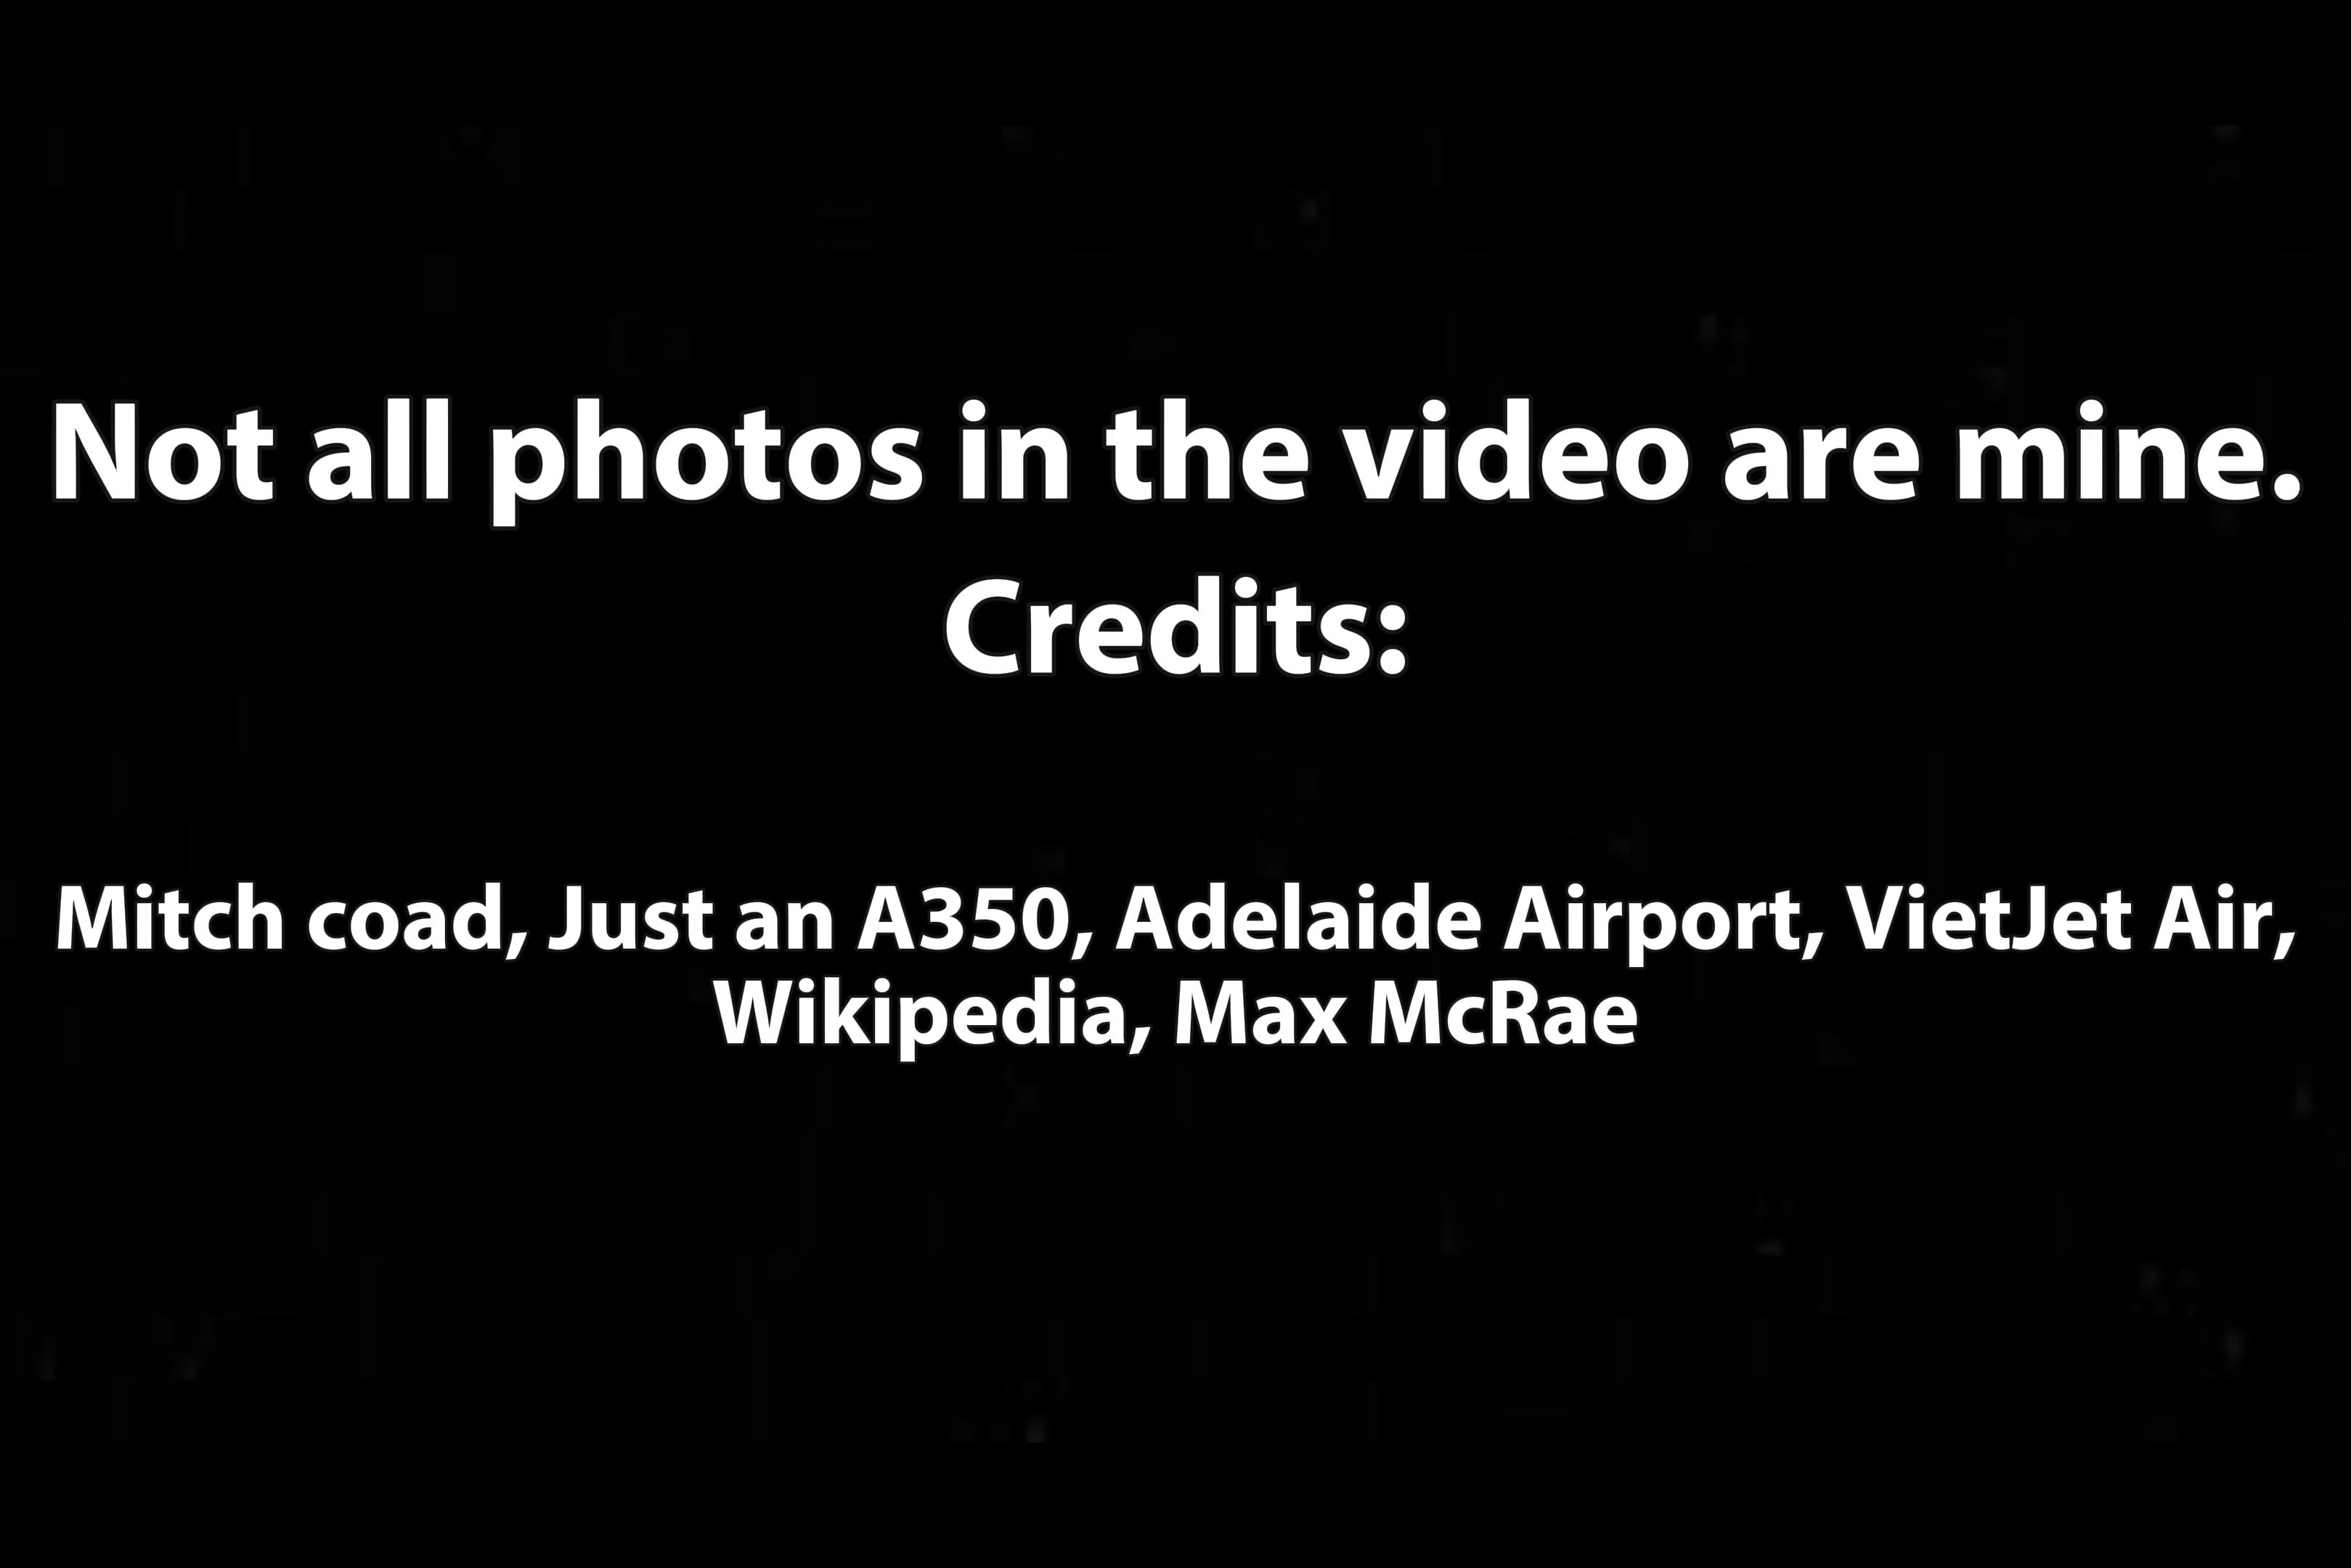 Not all photos in the video are mine.
Credits:
Mitch coad, Just an A350, Adelaide Airport, VietJet Air,
Wikipedia, Max McRae